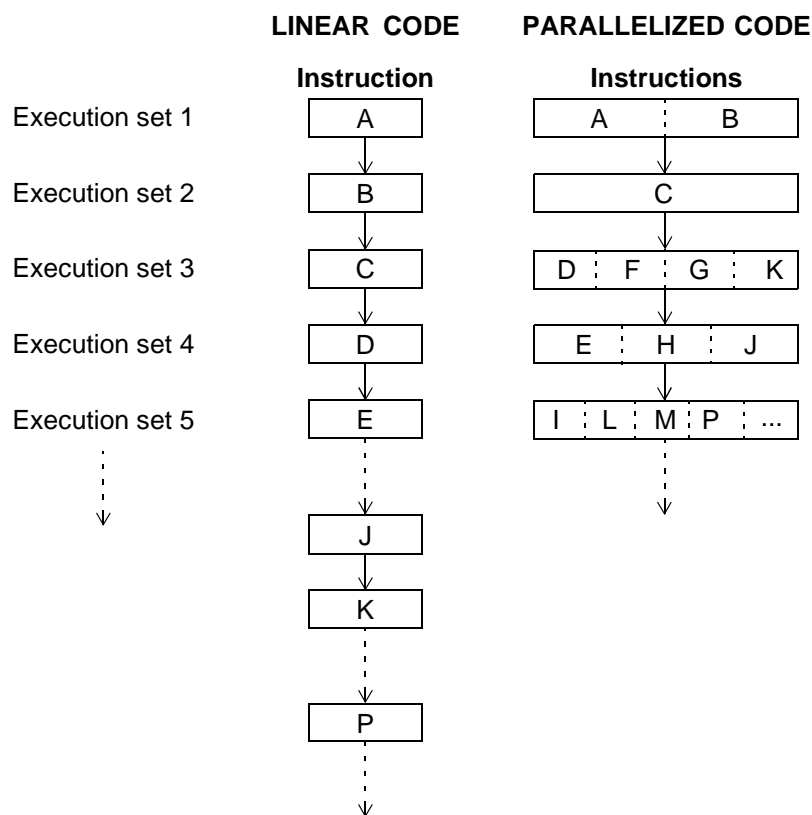 LINEAR CODE PARALLELIZED CODE
Instruction Instructions
Execution set 1 A A B
Execution set 2 B C
Execution set 3 C D F G K
Execution set 4 D E H J
Execution set 5 E I L M P ...
J
K
P